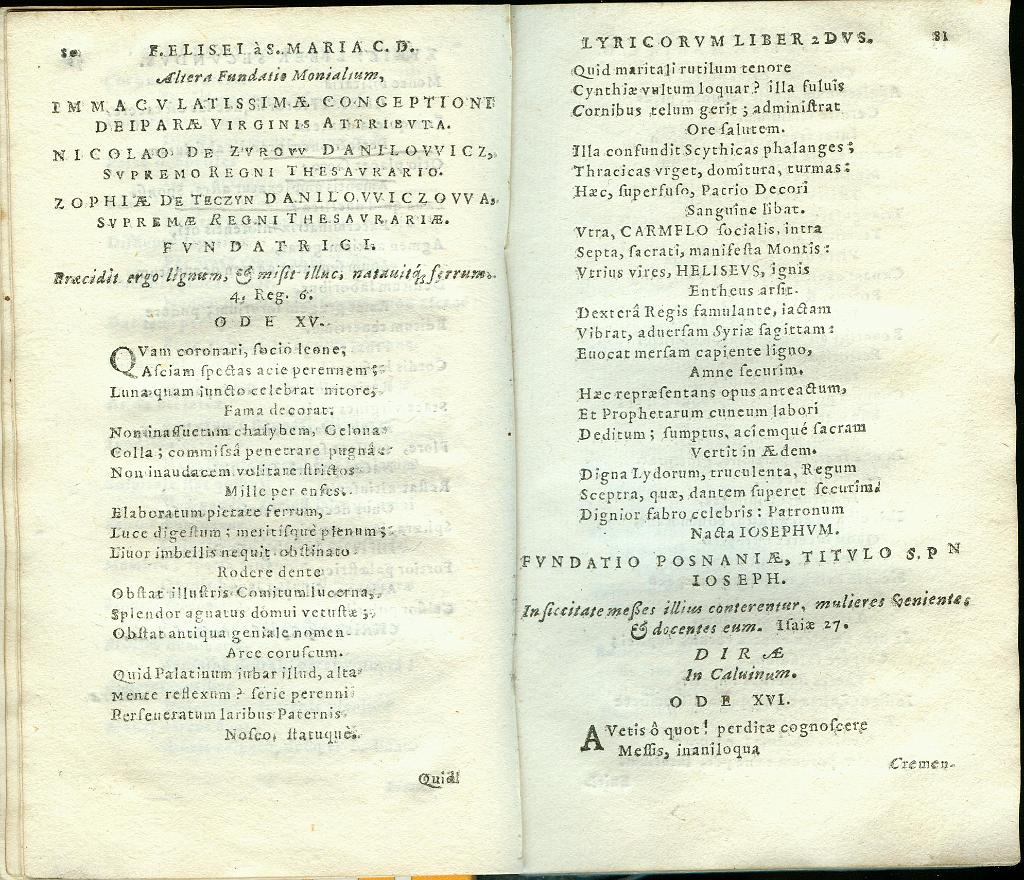 80 F. ELISEI à S. MARIA C. D.
Altera Fundatio Monialium,
IMMACVLATISSIMÆ CONCEPTIONI
DEIPARÆ VIRGINIS ATTRIBVTA.
NICOLAO DE ZVROVV DANILOVVICZ,
SVPREMO REGNI THESAVRARIO.
ZOPHIÆ DE TECZYN DANILOVVICZOVVA,
SVPREMÆ REGNI THESAVRARIÆ.
FVNDATRICI.
Præcidit ergo lignum, & misit illuc, natauitq; ferrum.
4. Reg. 6.
ODE XV.
QVam coronari, socio leone,
Asciam spectas acie perennem;
Luna quam juncto celebrat nitore,
Fama decorat:
Non inassuetum chalybem, Gelona
Colla; commissâ penetrare pugnâ:
Non inaudacem volitare strictos
Mille per enses.
Elaboratum pietate ferrum,
Luce digestum; meritisquè plenum;
Liuor imbellis nequit obstinato
Rodere dente
Obstat illustris Comitum lucerna,
Splendor agnatus domui vetustæ;
Obstat antiqua geniale nomen
Arce coruscum.
Quid Palatinum jubar illud, alta
Mente reflexum? serie perenni
Perseueratum laribus Paternis
Nosco, statuquè.
Quid
LYRICORVM LIBER 2DVS. 81
Quid maritali rutilum tenore
Cynthiæ vultum loquar? illa fuluis
Cornibus telum gerit; administrat
Ore salutem.
Illa confundit Scythicas phalanges;
Thracicas vrget, domitura, turmas:
Hæc, superfuso, Patrio Decori
Sanguine libat.
Vtra, CARMELO socialis, intra
Septa, sacrati, manifesta Montis:
Vtrius vires, HELISEVS, ignis
Entheus arsit.
Dexterâ Regis famulante, iactam
Vibrat, aduersam Syriæ sagittam:
Euocat mersam capiente ligno,
Amne securim.
Hæc repræsentans opus anteactum,
Et Prophetarum cuneum labori
Deditum; sumptus, aciemqué sacram
Vertit in Ædem.
Digna Lydorum, truculenta, Regum
Sceptra, quæ, dantem superet securim!
Dignior fabro celebris: Patronum
Nacta IOSEPHVM.
FVNDATIO POSNANIÆ, TITVLO S. P N
IOSEPH.
In siccitate meßes illius conterentur, mulieres venientes
& docentes eum. Isaiæ 27.
DIRÆ
In Caluinum.
ODE XVI.
AVetis ô quot! perditæ cognoscere
Messis, inaniloqua
Cremen-